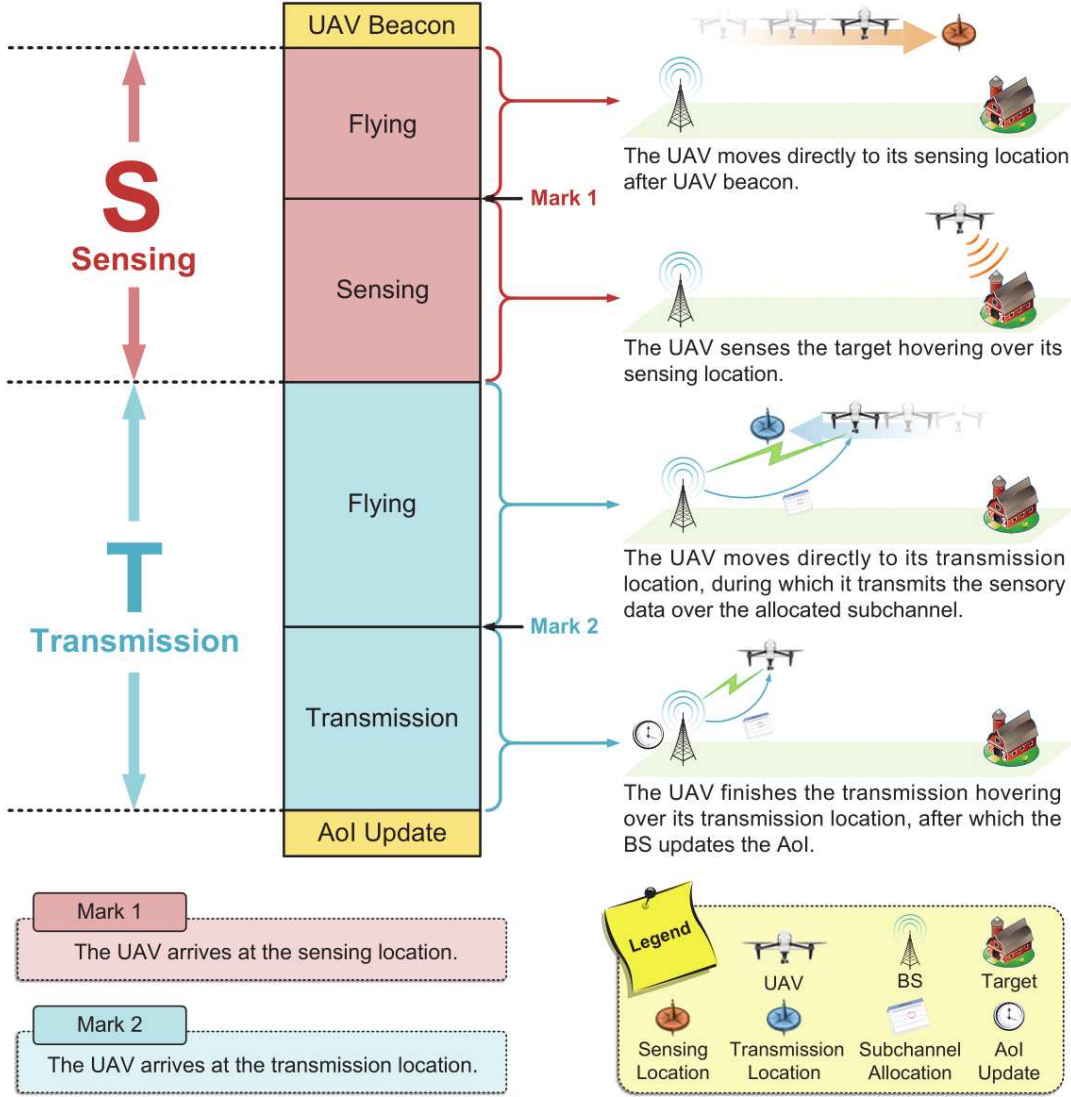 UAV Beacon
S
Sensing
Flying
The UAV moves directly to its sensing location
after UAV beacon.
Mark 1
Sensing
The UAV senses the target hovering over its
sensing location.
T
Transmission
Flying
The UAV moves directly to its transmission
location, during which it transmits the sensory
data over the allocated subchannel.
Mark 2
Transmission
The UAV finishes the transmission hovering
over its transmission location, after which the
BS updates the AoI.
AoI Update
Mark 1
The UAV arrives at the sensing location.
Mark 2
The UAV arrives at the transmission location.
Legend
UAV
BS
Target
Sensing
Location
Transmission
Location
Subchannel
Allocation
AoI
Update